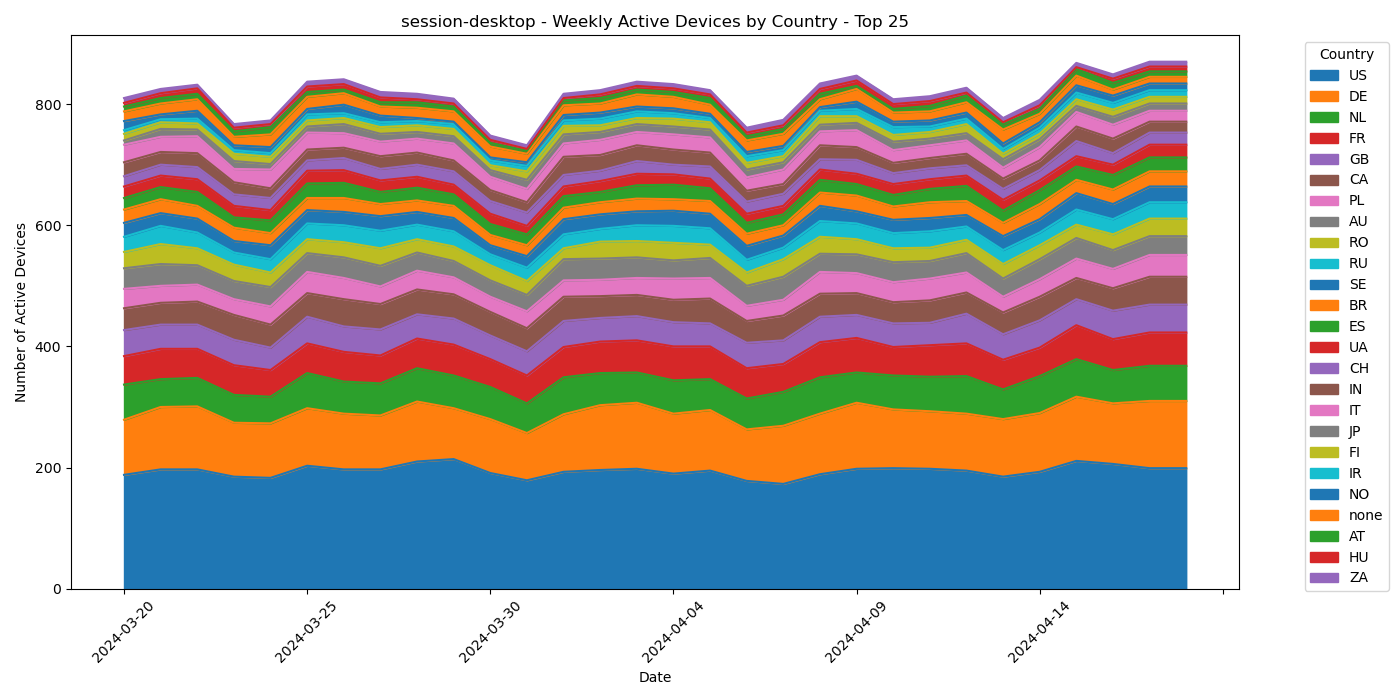 session-desktop - Weekly Active Devices by Country - Top 25
Number of Active Devices
800
600
400
200
0
2024-03-20
2024-03-25
2024-03-30
2024-04-04
2024-04-09
2024-04-14
Date
Country
US
DE
NL
FR
GB
CA
PL
AU
RO
RU
SE
BR
ES
UA
CH
IN
IT
JP
FI
IR
NO
none
AT
HU
ZA